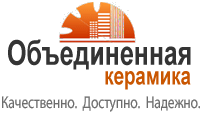 Объединенная
керамика
Качественно. Доступно. Надежно.